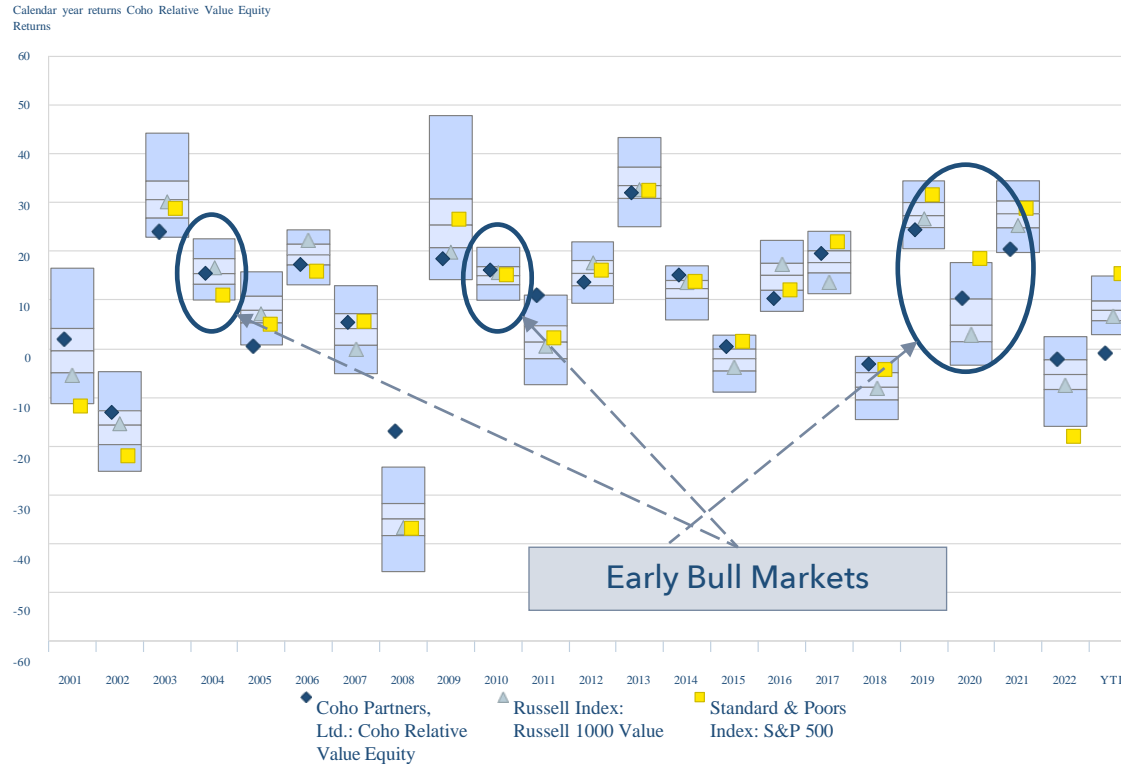 Calendar year returns Coho Relative Value Equity
Returns
60
50
40
30
20
10
0
-10
-20
-30
-40
-50
-60
Early Bull Markets
2001 2002 2003 2004 2005 2006 2007 2008 2009 2010 2011 2012 2013 2014 2015 2016 2017 2018 2019 2020 2021 2022 YTD
Coho Partners,
Ltd.: Coho Relative
Value Equity
Russell Index:
Russell 1000 Value
Standard & Poors
Index: S&P 500